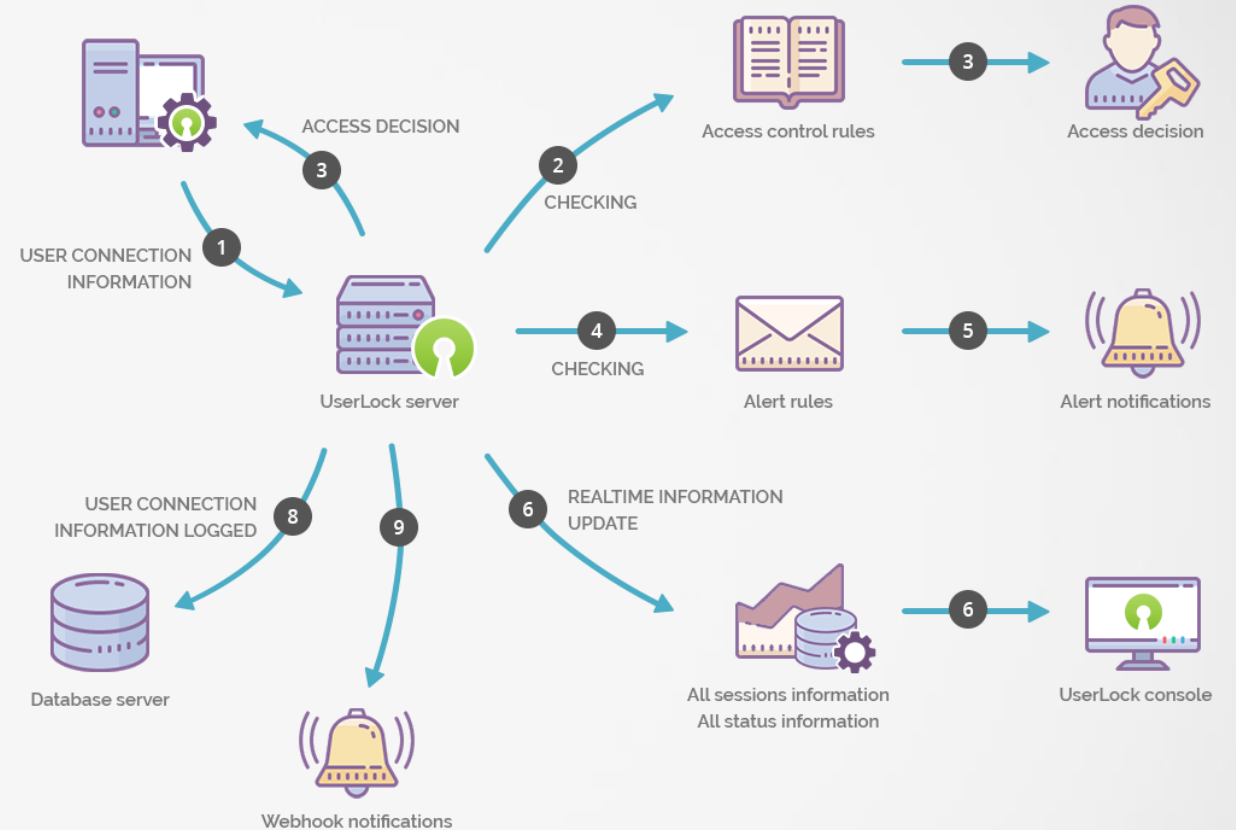 3
Access control rules
Access decision
ACCESS DECISION
3
2
CHECKING
1
USER CONNECTION
INFORMATION
UserLock server
4
CHECKING
Alert rules
5
Alert notifications
USER CONNECTION
INFORMATION LOGGED
8
9
6
REALTIME INFORMATION
UPDATE
Database server
All sessions information
All status information
6
UserLock console
Webhook notifications